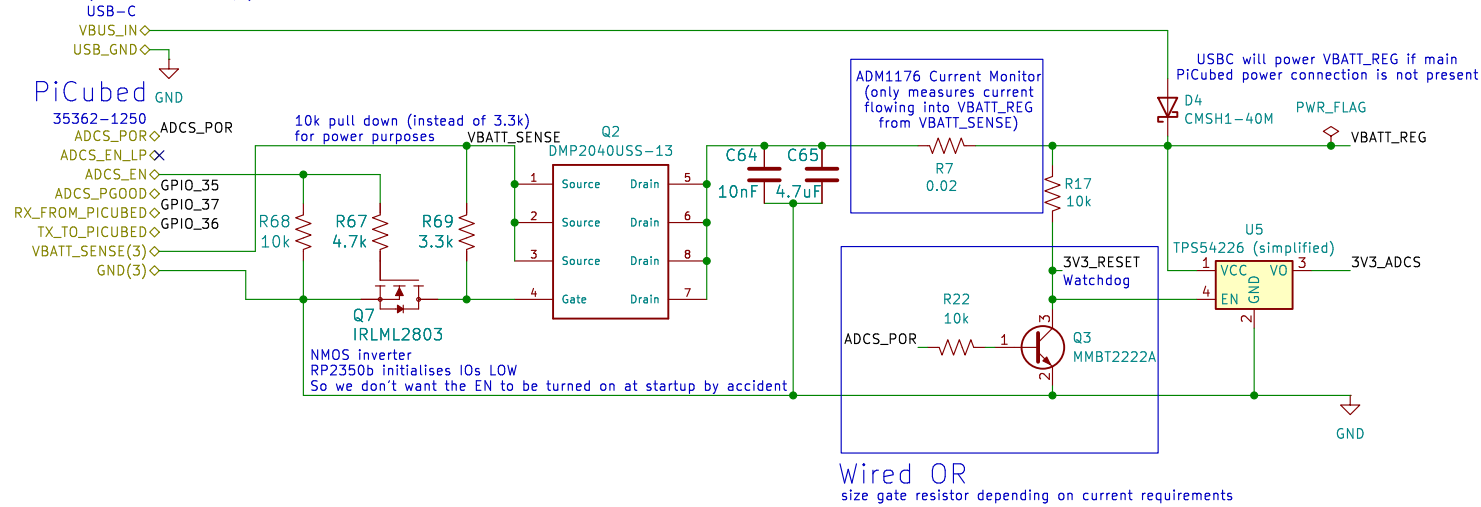 USB-C
VBUS_IN
USB_GND
GND
PiCubed
35362-1250
ADCS_POR
ADCS_POR
ADCS_EN_LP
ADCS_EN
ADCS_PGOOD
GPIO_35
RX_FROM_PICUBED
GPIO_37
TX_TO_PICUBED
GPIO_36
VBATT_SENSE(3)
GND(3)
10k pull down (instead of 3.3k)
for power purposes
VBATT_SENSE
R68
10k
R67
4.7k
R69
3.3k
Q7
IRLML2803
NMOS inverter
RP2350b initialises IOs LOW
So we don't want the EN to be turned on at startup by accident
Q2
DMP2040USS-13
1 Source Drain 5
2 Source Drain 6
3 Source Drain 8
4 Gate Drain 7
C64
10nF
C65
4.7uF
ADM1176 Current Monitor
(only measures current
flowing into VBATT_REG
from VBATT_SENSE)
R7
0.02
R17
10k
USBC will power VBATT_REG if main
PiCubed power connection is not present
D4
CMSH1-40M
PWR_FLAG
VBATT_REG
3V3_RESET
Watchdog
ADCS_POR
R22
10k
1
3
2
Q3
MMBT2222A
Wired OR
size gate resistor depending on current requirements
U5
TPS54226 (simplified)
1 VCC VO 3
3V3_ADCS
4 EN GND
2
GND